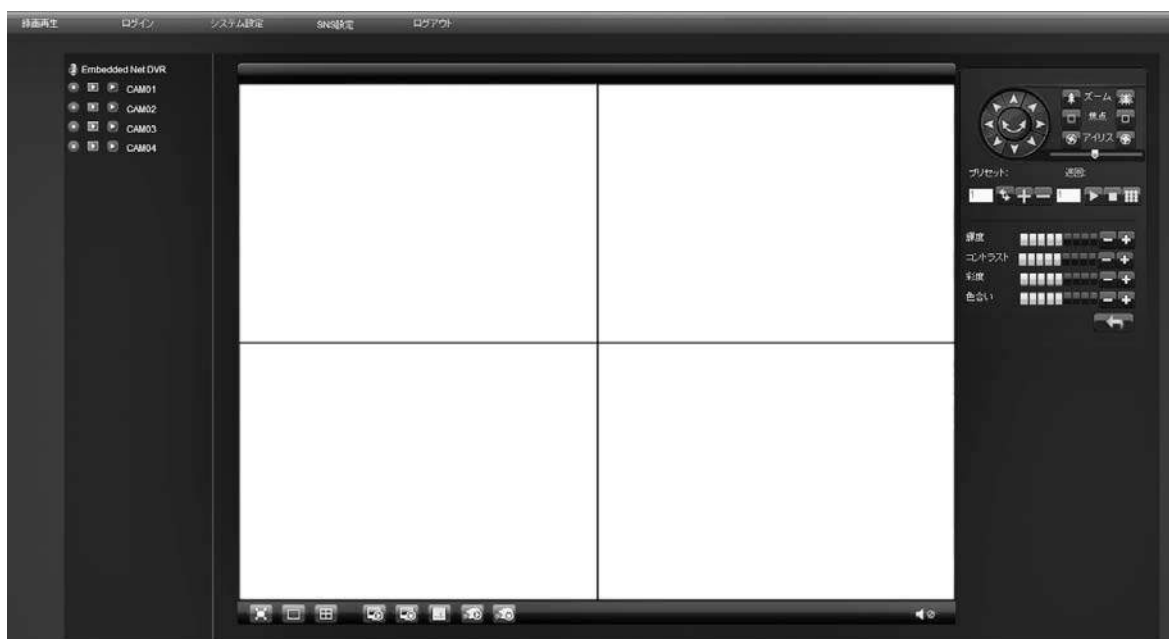 録画再生 ログイン システム設定 SNS設定 ログアウト
Embedded Net DVR
CAM01
CAM02
CAM03
CAM04
ズーム
焦点
アイリス
プリセット: 巡回:
1 1
輝度
コントラスト
彩度
色合い